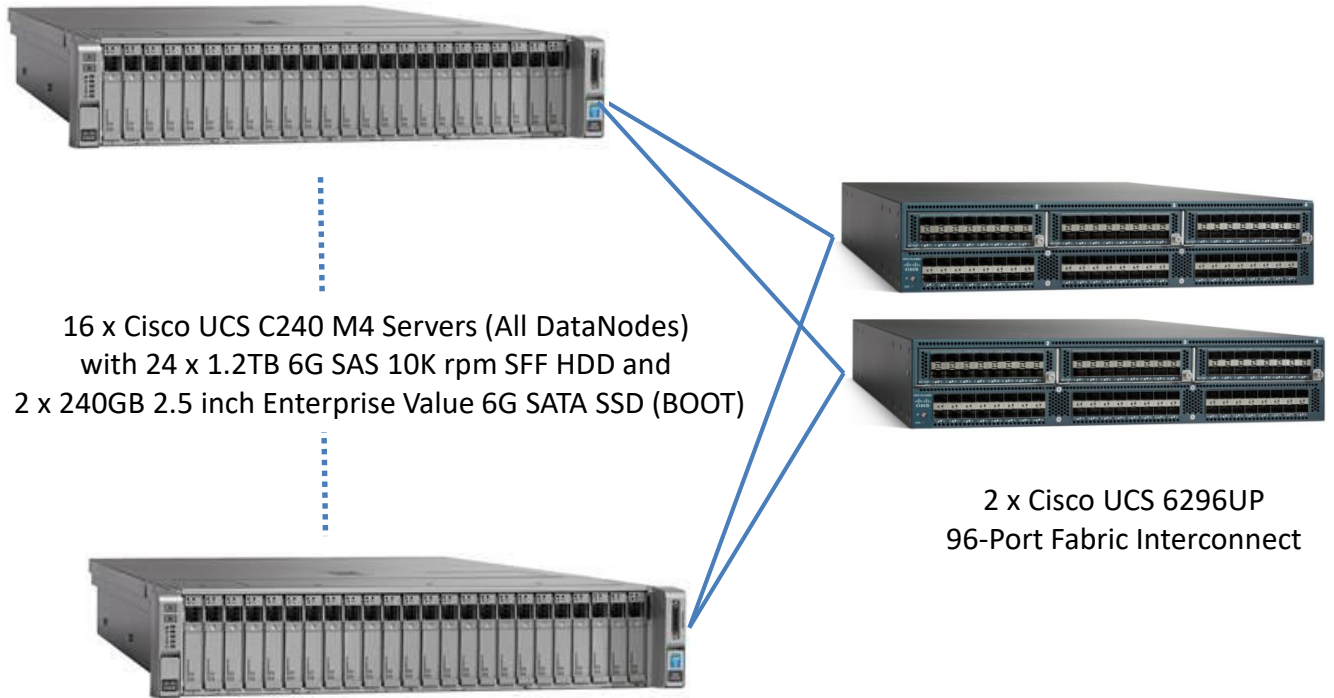 16 x Cisco UCS C240 M4 Servers (All DataNodes)
with 24 x 1.2TB 6G SAS 10K rpm SFF HDD and
2 x 240GB 2.5 inch Enterprise Value 6G SATA SSD (BOOT)
2 x Cisco UCS 6296UP
96-Port Fabric Interconnect